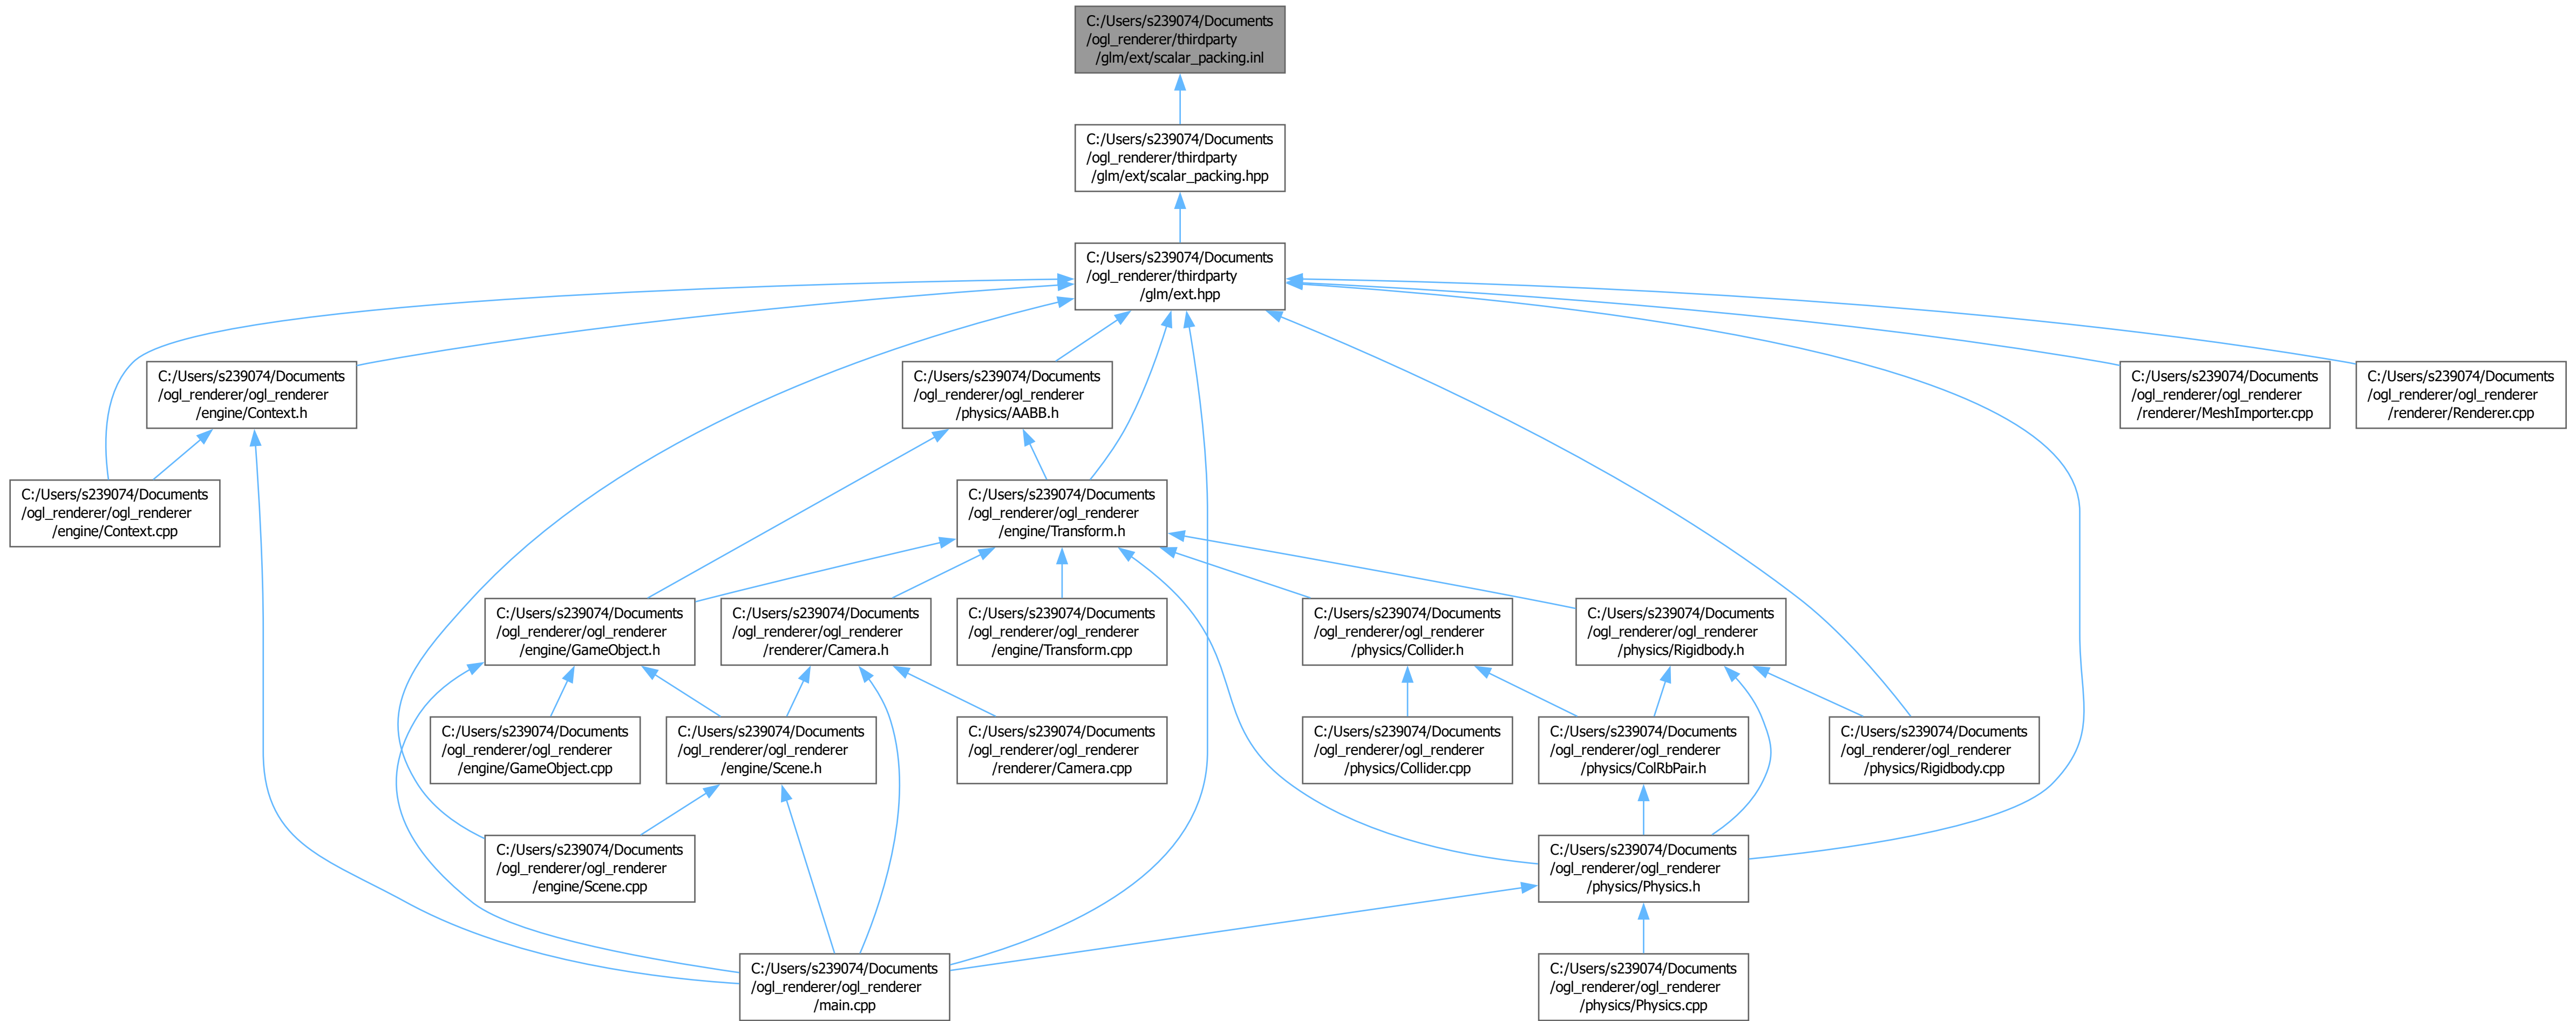 C:/Users/s239074/Documents
/ogl_renderer/thirdparty
/glm/ext/scalar_packing.inl
C:/Users/s239074/Documents
/ogl_renderer/thirdparty
/glm/ext/scalar_packing.hpp
C:/Users/s239074/Documents
/ogl_renderer/thirdparty
/glm/ext.hpp
C:/Users/s239074/Documents
/ogl_renderer/ogl_renderer
/engine/Context.h
C:/Users/s239074/Documents
/ogl_renderer/ogl_renderer
/physics/AABB.h
C:/Users/s239074/Documents
/ogl_renderer/ogl_renderer
/renderer/MeshImporter.cpp
C:/Users/s239074/Documents
/ogl_renderer/ogl_renderer
/renderer/Renderer.cpp
C:/Users/s239074/Documents
/ogl_renderer/ogl_renderer
/engine/Context.cpp
C:/Users/s239074/Documents
/ogl_renderer/ogl_renderer
/engine/Transform.h
C:/Users/s239074/Documents
/ogl_renderer/ogl_renderer
/engine/GameObject.h
C:/Users/s239074/Documents
/ogl_renderer/ogl_renderer
/renderer/Camera.h
C:/Users/s239074/Documents
/ogl_renderer/ogl_renderer
/engine/Transform.cpp
C:/Users/s239074/Documents
/ogl_renderer/ogl_renderer
/physics/Collider.h
C:/Users/s239074/Documents
/ogl_renderer/ogl_renderer
/physics/Rigidbody.h
C:/Users/s239074/Documents
/ogl_renderer/ogl_renderer
/engine/GameObject.cpp
C:/Users/s239074/Documents
/ogl_renderer/ogl_renderer
/engine/Scene.h
C:/Users/s239074/Documents
/ogl_renderer/ogl_renderer
/renderer/Camera.cpp
C:/Users/s239074/Documents
/ogl_renderer/ogl_renderer
/physics/Collider.cpp
C:/Users/s239074/Documents
/ogl_renderer/ogl_renderer
/physics/ColRbPair.h
C:/Users/s239074/Documents
/ogl_renderer/ogl_renderer
/physics/Rigidbody.cpp
C:/Users/s239074/Documents
/ogl_renderer/ogl_renderer
/engine/Scene.cpp
C:/Users/s239074/Documents
/ogl_renderer/ogl_renderer
/physics/Physics.h
C:/Users/s239074/Documents
/ogl_renderer/ogl_renderer
/main.cpp
C:/Users/s239074/Documents
/ogl_renderer/ogl_renderer
/physics/Physics.cpp